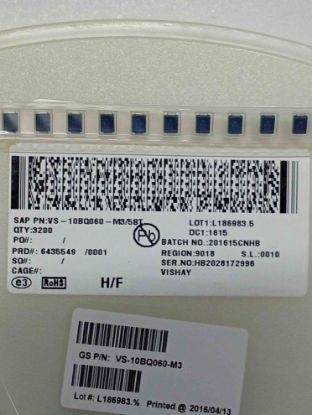 SAP PN:VS-10BQ060-M3/5BT
LOT1:L186983.5
QTY:3200
DC1:1615
PO#: /
BATCH NO.:201615CNHB
PRD#: 6435549 /0001
REGION:9018 S.L.:0010
SO#: /
SER.NO:HB2028172996
CAGE#:
VISHAY
e3 RoHS H/F
Pb
GS P/N: VS-10BQ060-M3
Lot #: L186983.% Printed @ 2016/04/13